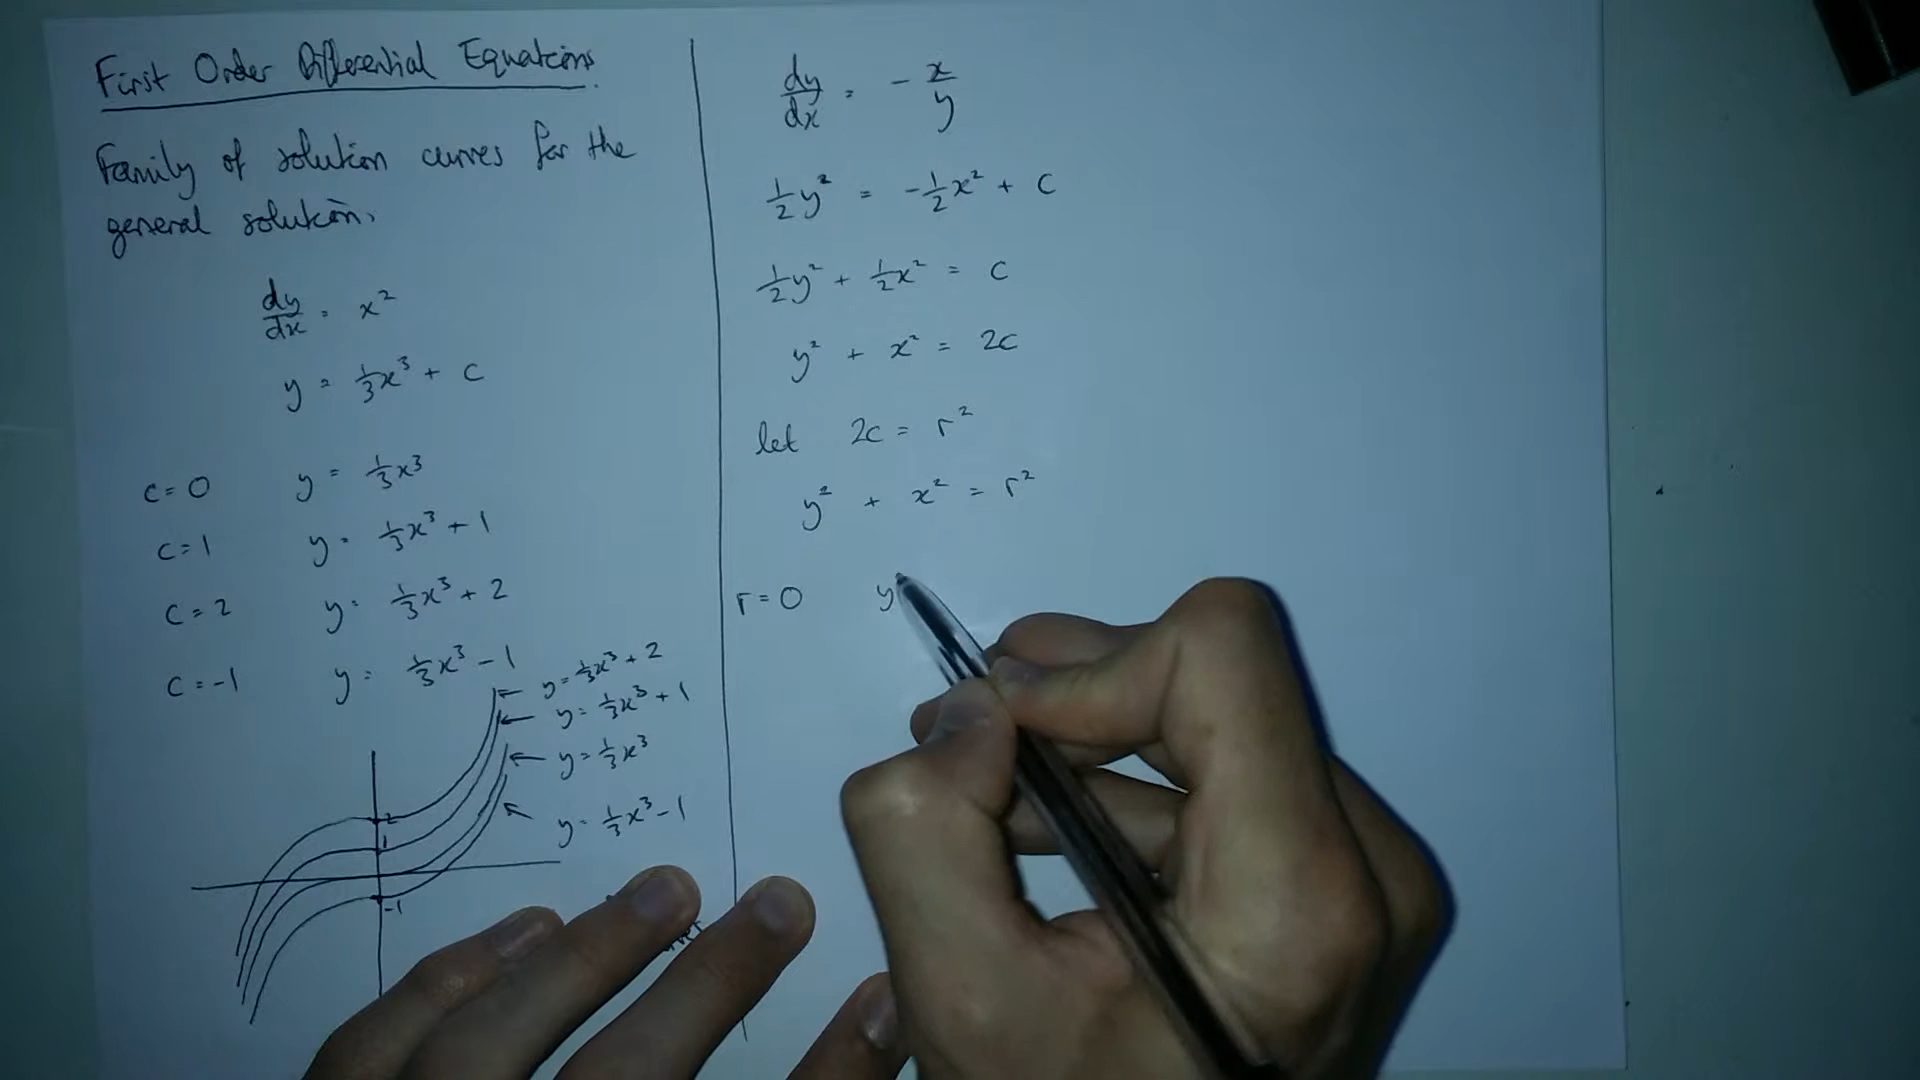 First Order Differential Equations.
Family of solution curves for the
general solution.
dy/dx = x²
y = 1/3x³ + c
c = 0 y = 1/3x³
c = 1 y = 1/3x³ + 1
c = 2 y = 1/3x³ + 2
c = -1 y = 1/3x³ - 1
y = 1/3x³ + 2
y = 1/3x³ + 1
y = 1/3x³
y = 1/3x³ - 1
2
1
-1
dy/dx = - x/y
1/2y² = -1/2x² + c
1/2y² + 1/2x² = c
y² + x² = 2c
let 2c = r²
y² + x² = r²
r = 0 y